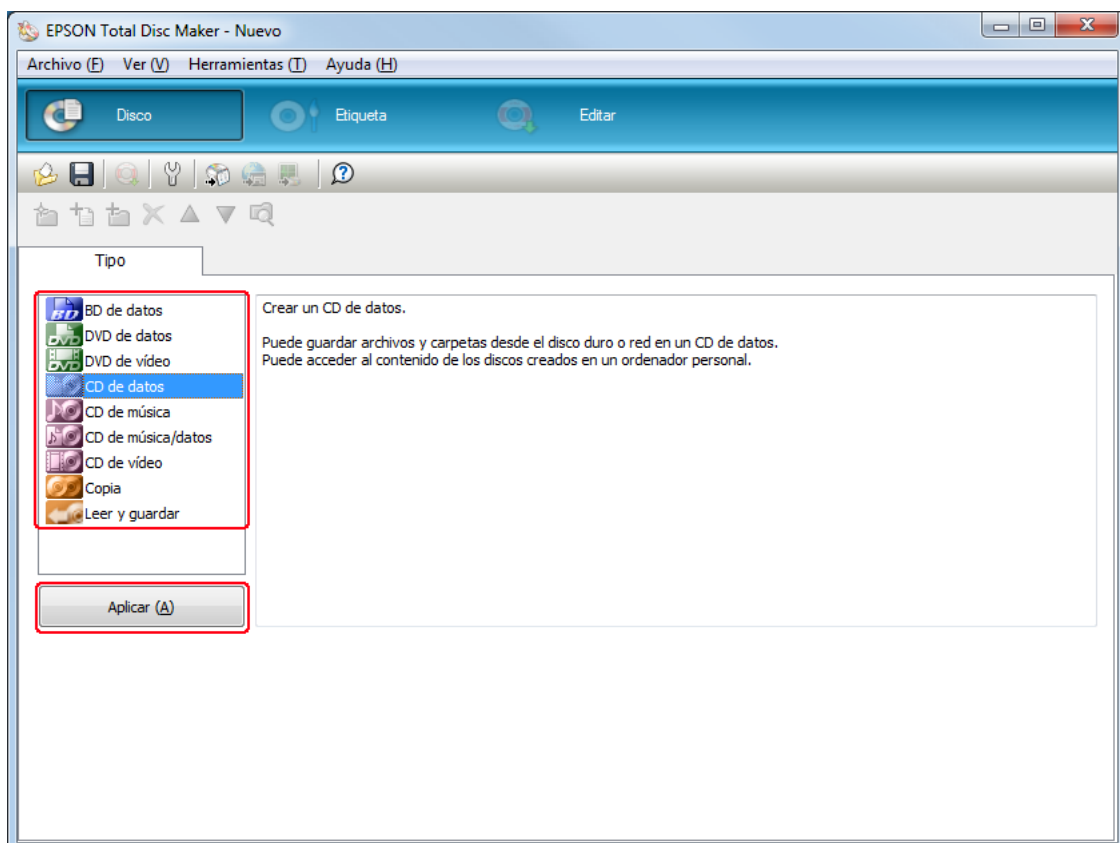 EPSON Total Disc Maker - Nuevo
Archivo (F) Ver (V) Herramientas (T) Ayuda (H)
Disco Etiqueta Editar
Tipo
BD de datos
DVD de datos
DVD de vídeo
CD de datos
CD de música
CD de música/datos
CD de vídeo
Copia
Leer y guardar
Aplicar (A)
Crear un CD de datos.
Puede guardar archivos y carpetas desde el disco duro o red en un CD de datos.
Puede acceder al contenido de los discos creados en un ordenador personal.